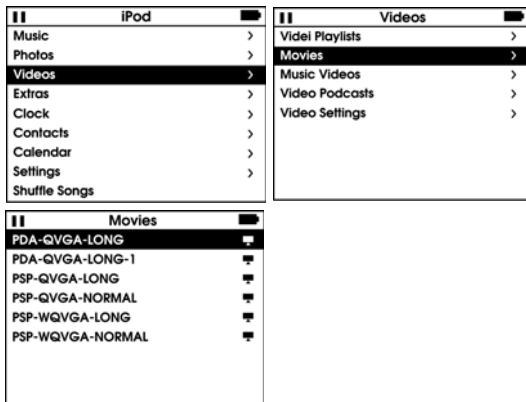 iPod
Music
Photos
Videos
Extras
Clock
Contacts
Calendar
Settings
Shuffle Songs
Videos
Videi Playlists
Movies
Music Videos
Video Podcasts
Video Settings
Movies
PDA-QVGA-LONG
PDA-QVGA-LONG-1
PSP-QVGA-LONG
PSP-QVGA-NORMAL
PSP-WQVGA-LONG
PSP-WQVGA-NORMAL